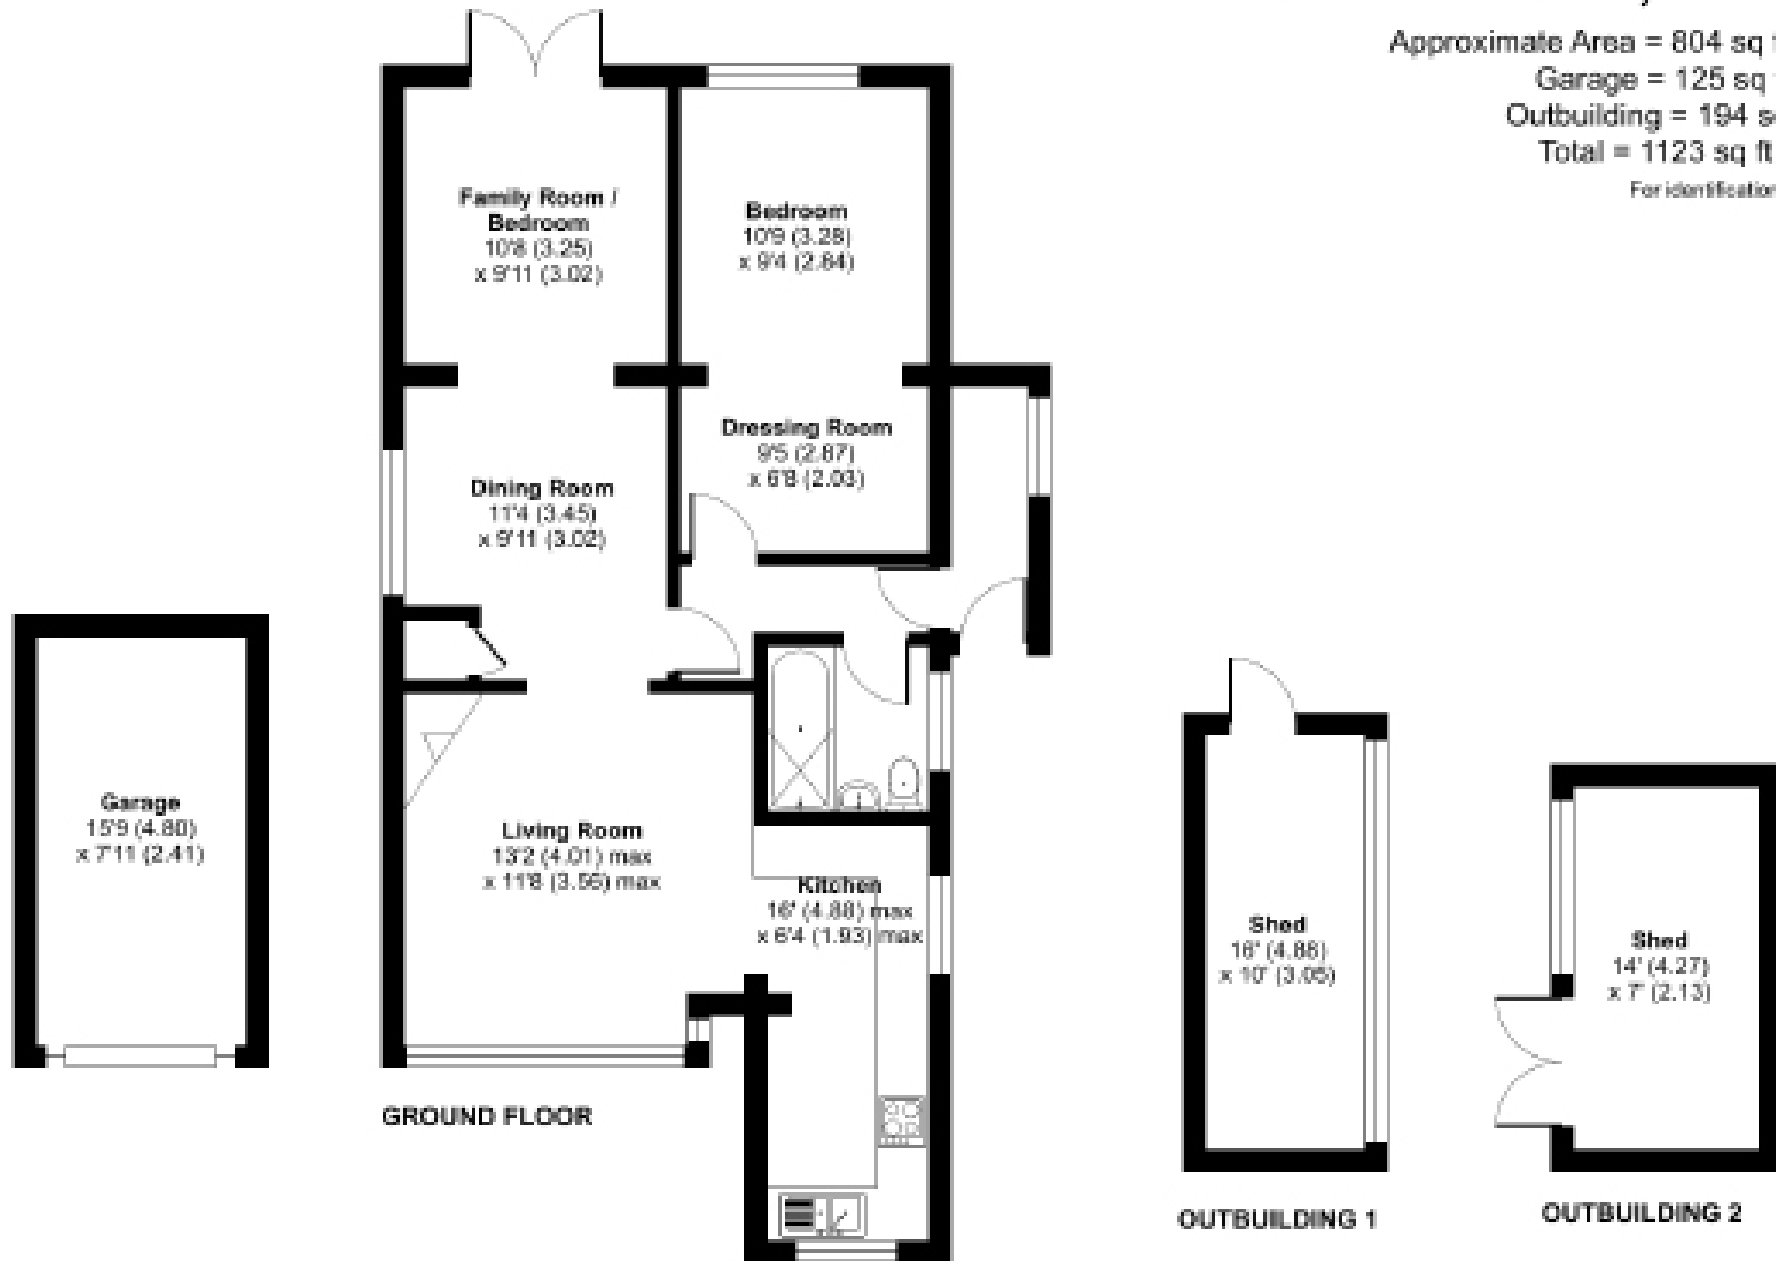 Approximate Area = 804 sq
Garage = 125 sq
Outbuilding = 194
Total = 1123 sq ft
For identification
Family Room /
Bedroom
10'8 (3.25)
x 9'11 (3.02)
Bedroom
10'9 (3.28)
x 9'4 (2.84)
Dressing Room
9'5 (2.87)
x 6'8 (2.03)
Dining Room
11'4 (3.45)
x 9'11 (3.02)
Garage
15'9 (4.80)
x 7'11 (2.41)
Living Room
13'2 (4.01) max
x 11'8 (3.56) max
Kitchen
16' (4.88) max
x 6'4 (1.93) max
Shed
16' (4.88)
x 10' (3.05)
Shed
14' (4.27)
x 7' (2.13)
GROUND FLOOR
OUTBUILDING 1
OUTBUILDING 2